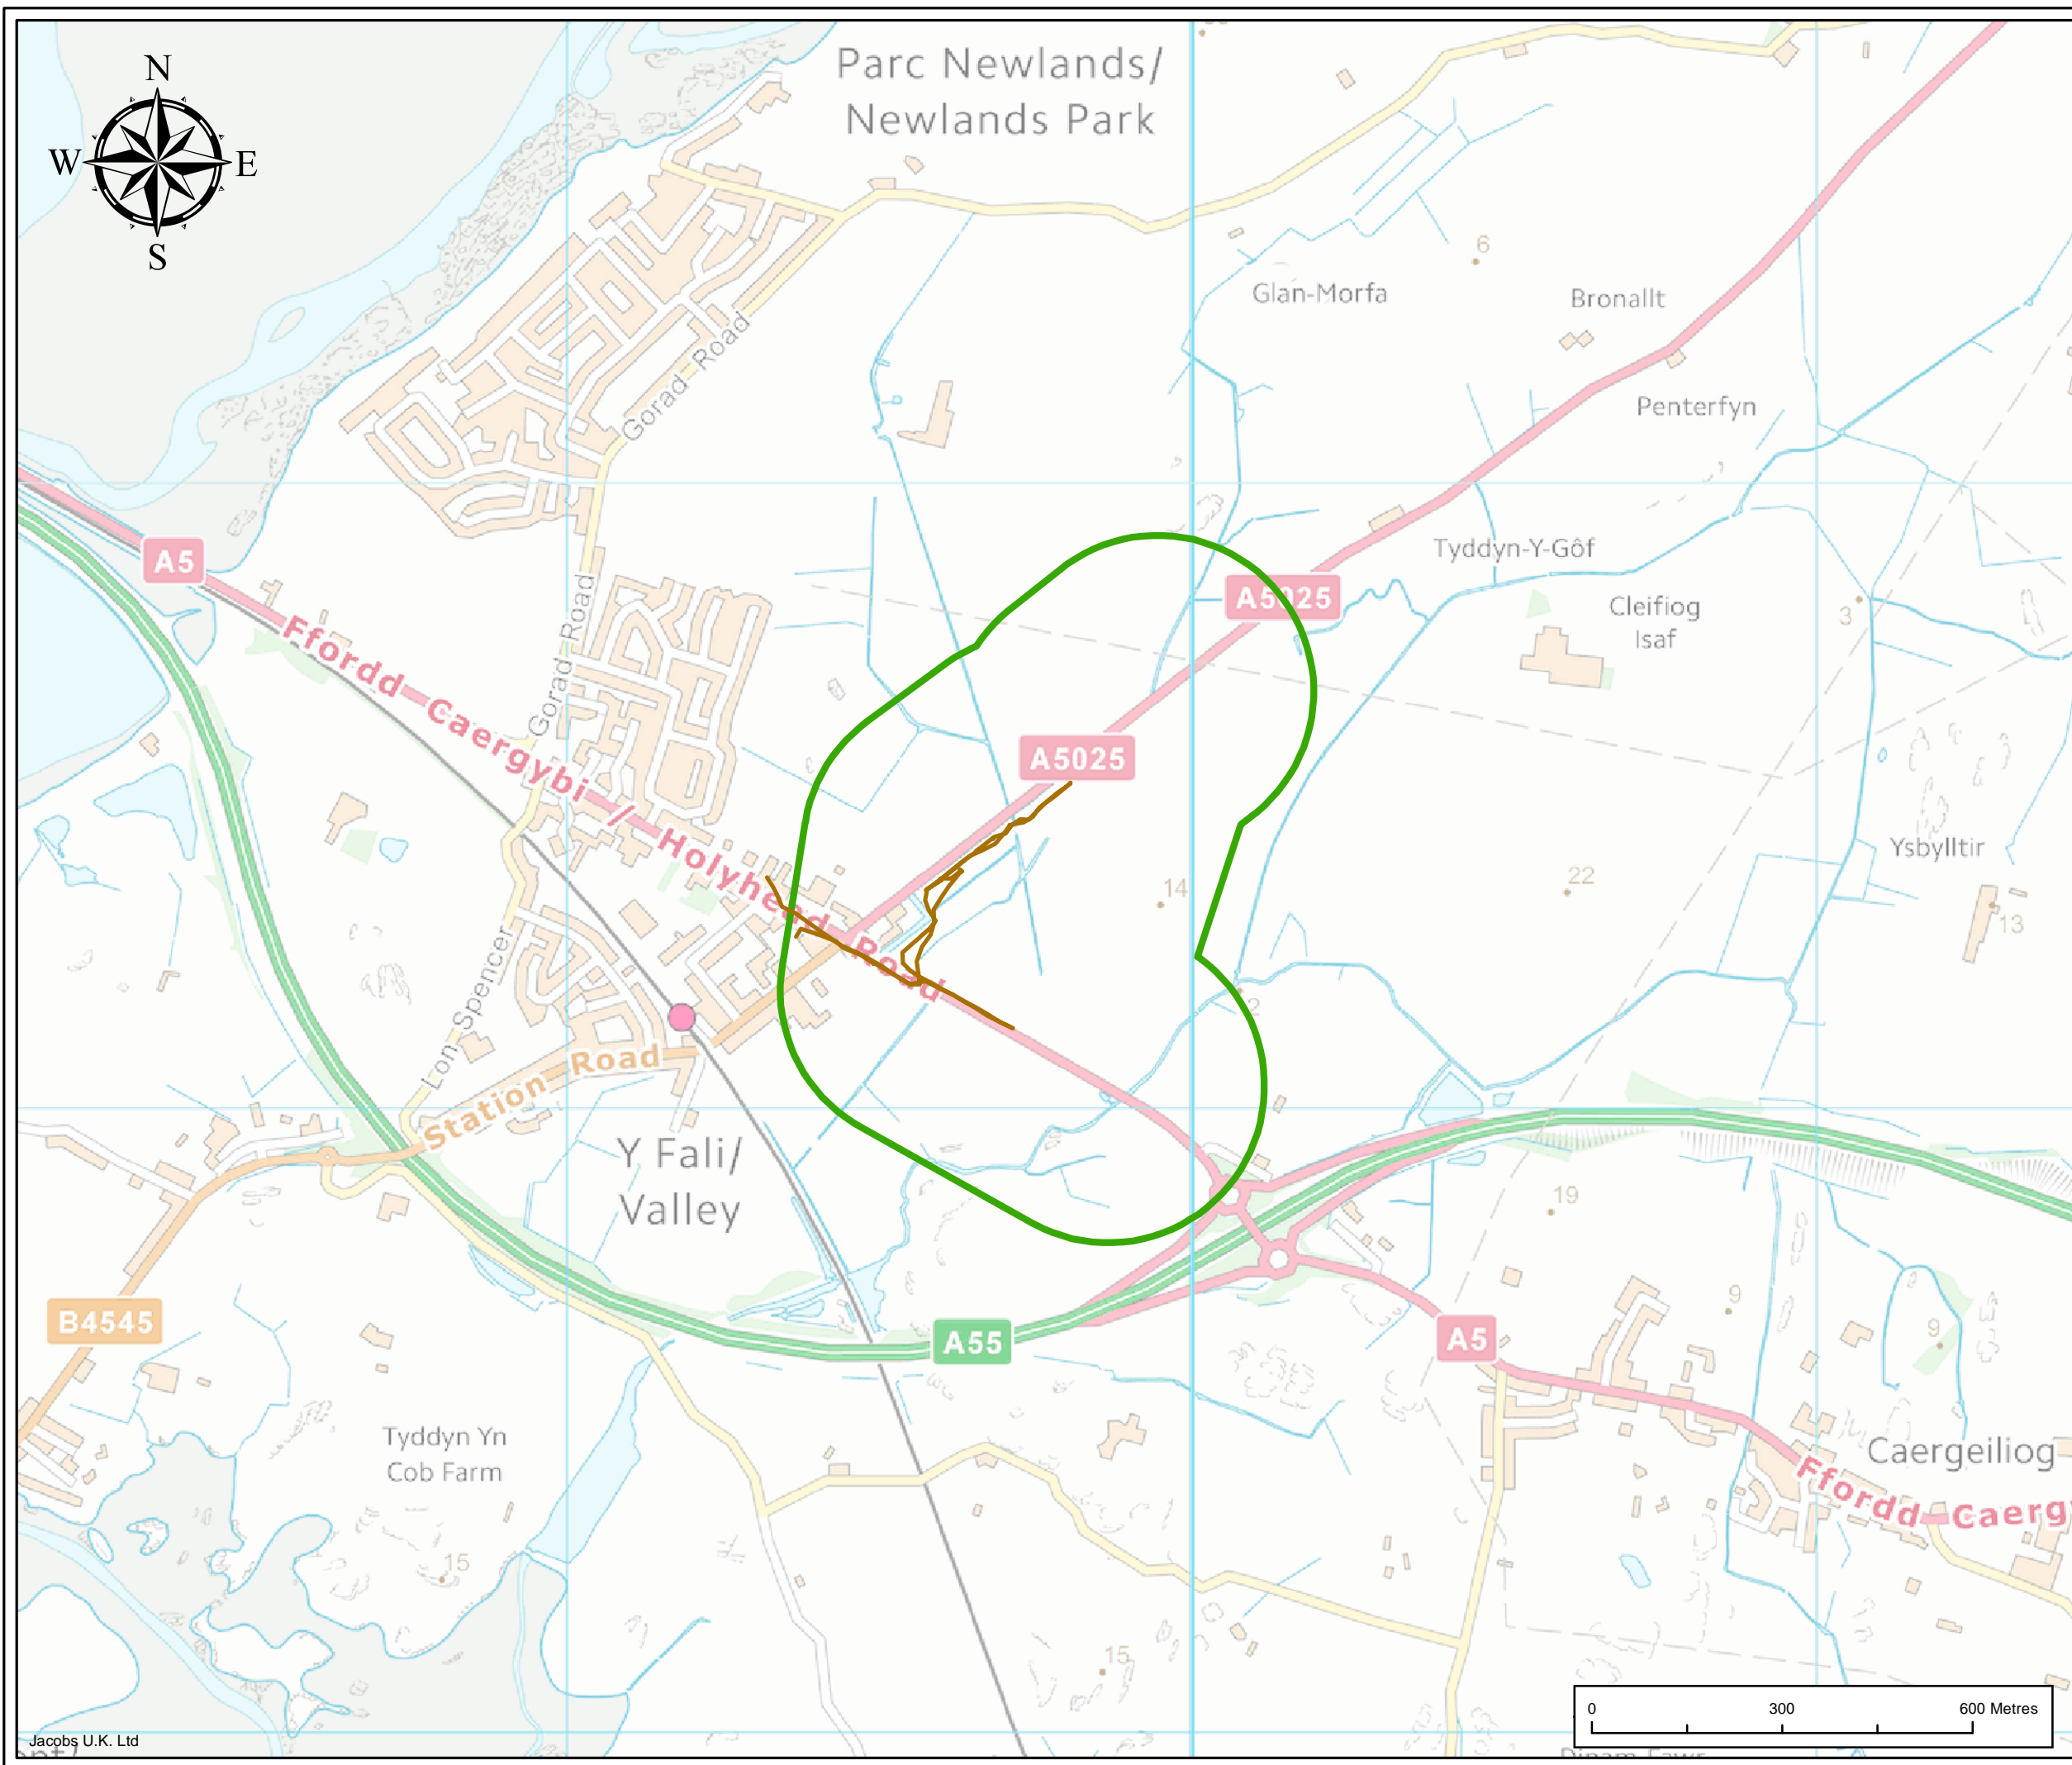 N
W
E
S
Parc Newlands/
Newlands Park
Glan-Morfa
6
Bronallt
Penterfyn
Gorad Road
A5
Tyddyn-Y-Gôf
A5025
Cleifiog
Isaf
3
Ffordd Caergybi / Holyhead Road
Gorad Road
A5025
Ysbylltir
22
14
13
2
Lon Spencer
Station Road
Y Fali/
Valley
19
B4545
A55
A5
9
9
Tyddyn Yn
Cob Farm
Caergeiliog
Ffordd Caerg
15
15
0
300
600 Metres
Jacobs U.K. Ltd